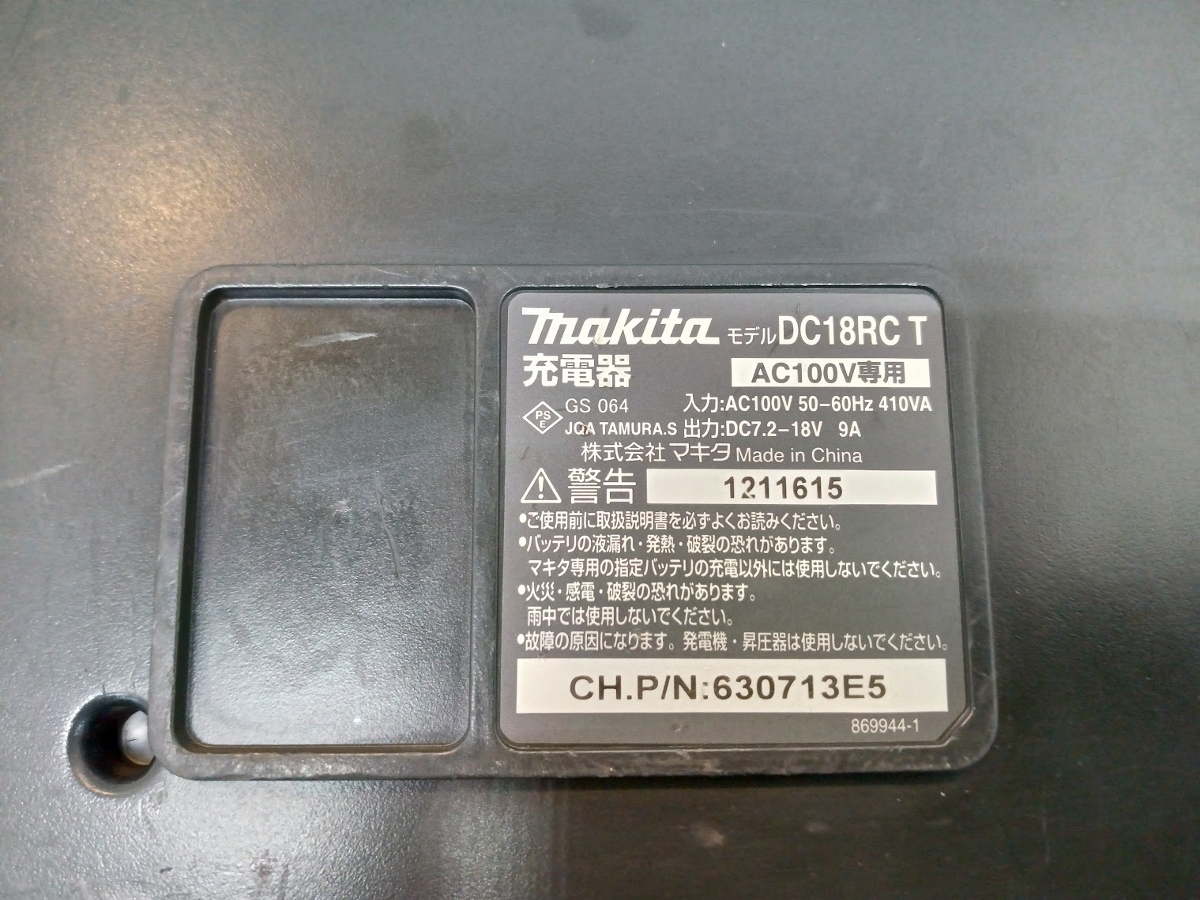 makita モデル DC18RC T
充電器 AC100V専用
PS E GS 064 入力:AC100V 50-60Hz 410VA
JQA TAMURA.S 出力:DC7.2-18V 9A
株式会社 マキタ Made in China
警告 1211615
•ご使用前に取扱説明書を必ずよくお読みください。
•バッテリの液漏れ・発熱・破裂の恐れがあります。
マキタ専用の指定バッテリの充電以外には使用しないでください。
•火災・感電・破裂の恐れがあります。
雨中では使用しないでください。
•故障の原因になります。発電機・昇圧器は使用しないでください。
CH.P/N:630713E5
869944-1